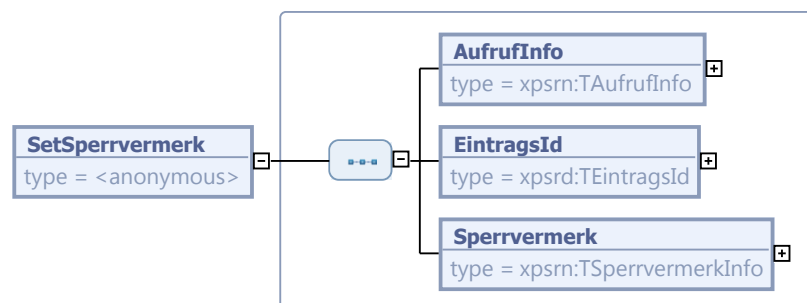 AufrufInfo
type = xpsrn:TAufrufInfo
SetSperrvermerk
type = <anonymous>
EintragsId
type = xpsrd:TEintragsId
Sperrvermerk
type = xpsrn:TSperrvermerkInfo